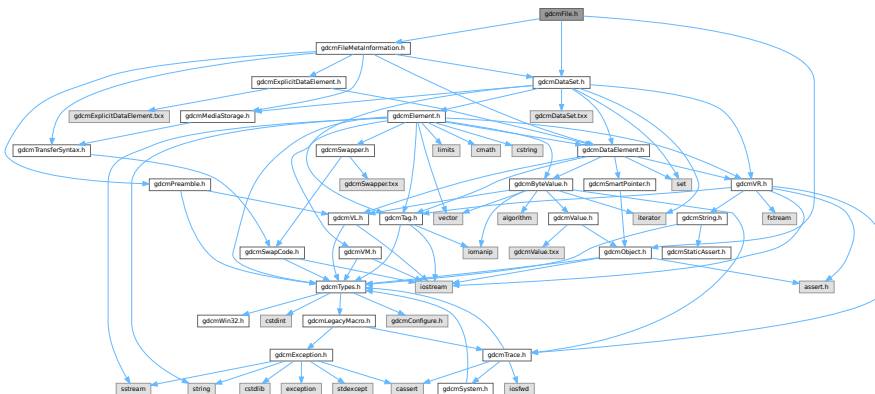 gdcmFile.h
gdcmFileMetaInformation.h
gdcmExplicitDataElement.h
gdcmDataSet.h
gdcmExplicitDataElement.txx
gdcmMediaStorage.h
gdcmElement.h
gdcmDataSet.txx
gdcmTransferSyntax.h
gdcmSwapper.h
limits
cmath
cstring
gdcmDataElement.h
gdcmPreamble.h
gdcmSwapper.txx
gdcmByteValue.h
gdcmSmartPointer.h
set
gdcmVR.h
gdcmVL.h
gdcmTag.h
vector
algorithm
gdcmValue.h
iterator
gdcmString.h
fstream
gdcmSwapCode.h
gdcmVM.h
iomanip
gdcmValue.txx
gdcmObject.h
gdcmStaticAssert.h
gdcmTypes.h
iostream
assert.h
gdcmWin32.h
cstdint
gdcmLegacyMacro.h
gdcmConfigure.h
gdcmException.h
gdcmTrace.h
sstream
string
cstdlib
exception
stdexcept
cassert
gdcmSystem.h
iosfwd